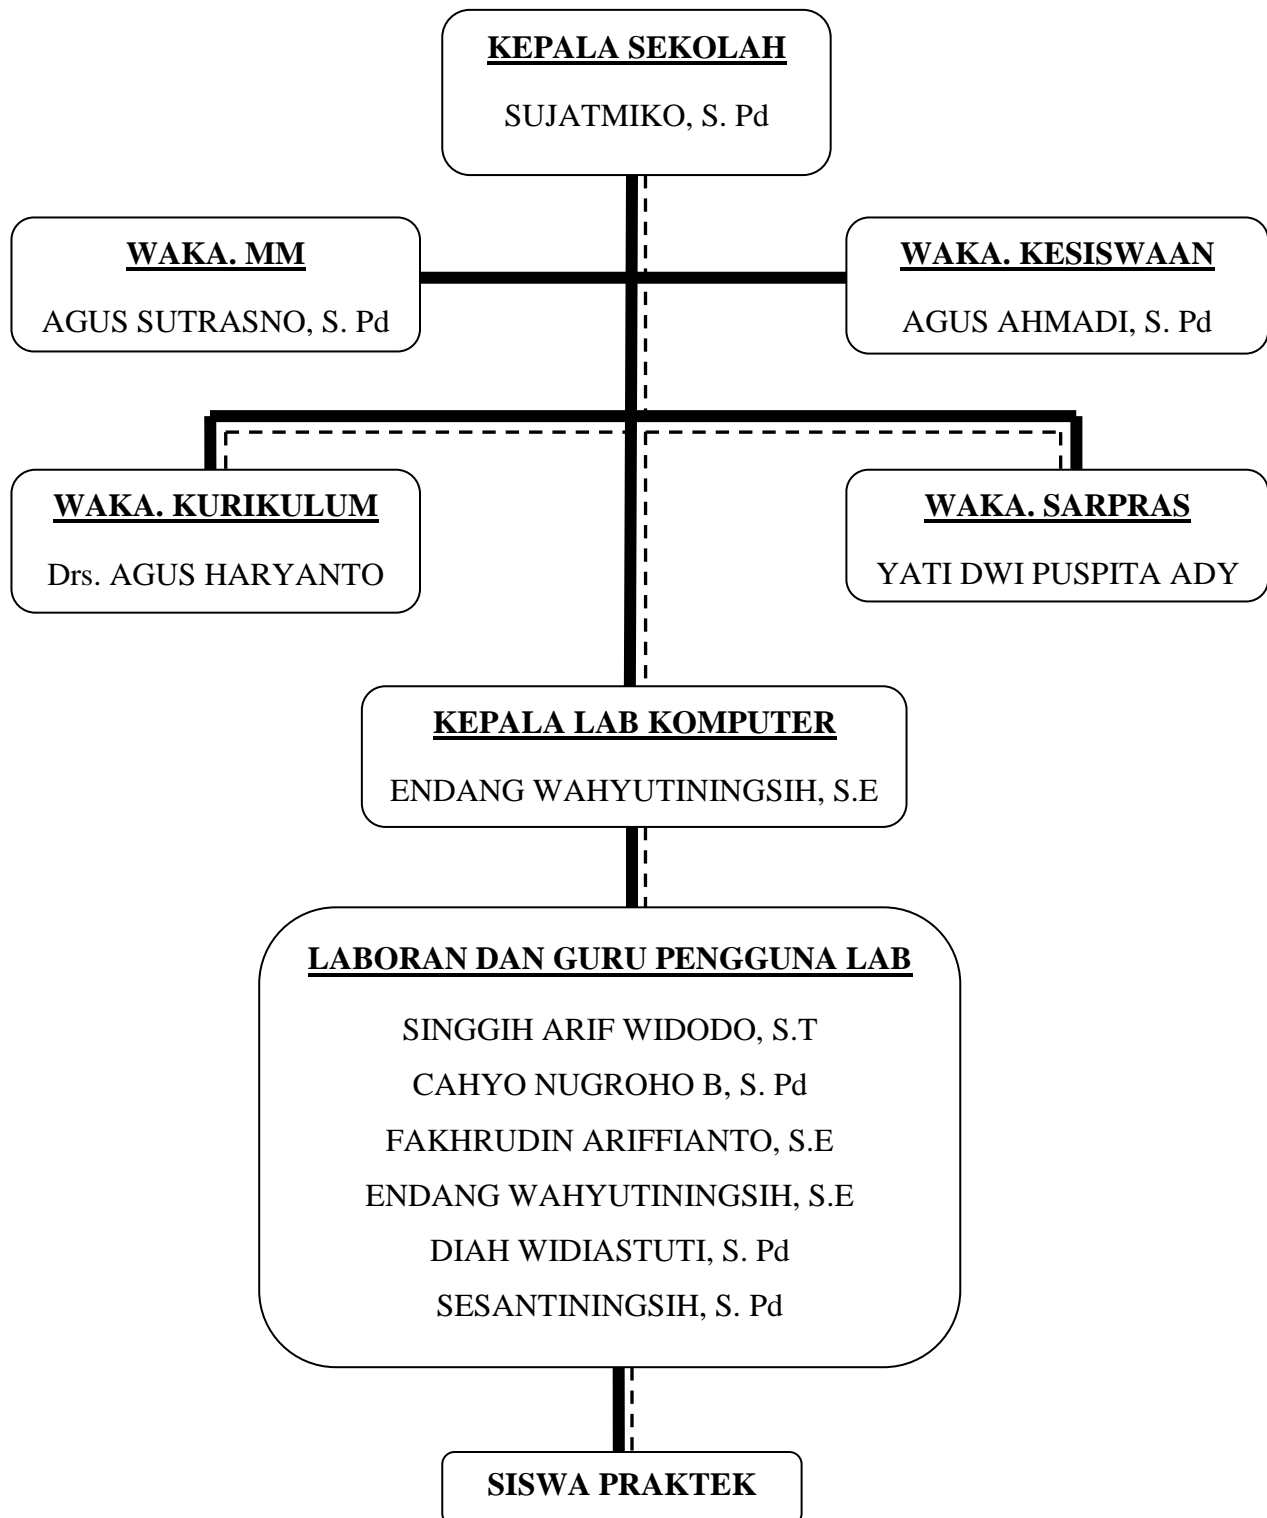 KEPALA SEKOLAH
SUJATMIKO, S. Pd
WAKA. MM
AGUS SUTRASNO, S. Pd
WAKA. KESISWAAN
AGUS AHMADI, S. Pd
WAKA. KURIKULUM
Drs. AGUS HARYANTO
WAKA. SARPRAS
YATI DWI PUSPITA ADY
KEPALA LAB KOMPUTER
ENDANG WAHYUTININGSIH, S.E
LABORAN DAN GURU PENGGUNA LAB
SINGGIH ARIF WIDODO, S.T
CAHYO NUGROHO B, S. Pd
FAKHRUDIN ARIFFIANTO, S.E
ENDANG WAHYUTININGSIH, S.E
DIAH WIDIASTUTI, S. Pd
SESANTININGSIH, S. Pd
SISWA PRAKTEK